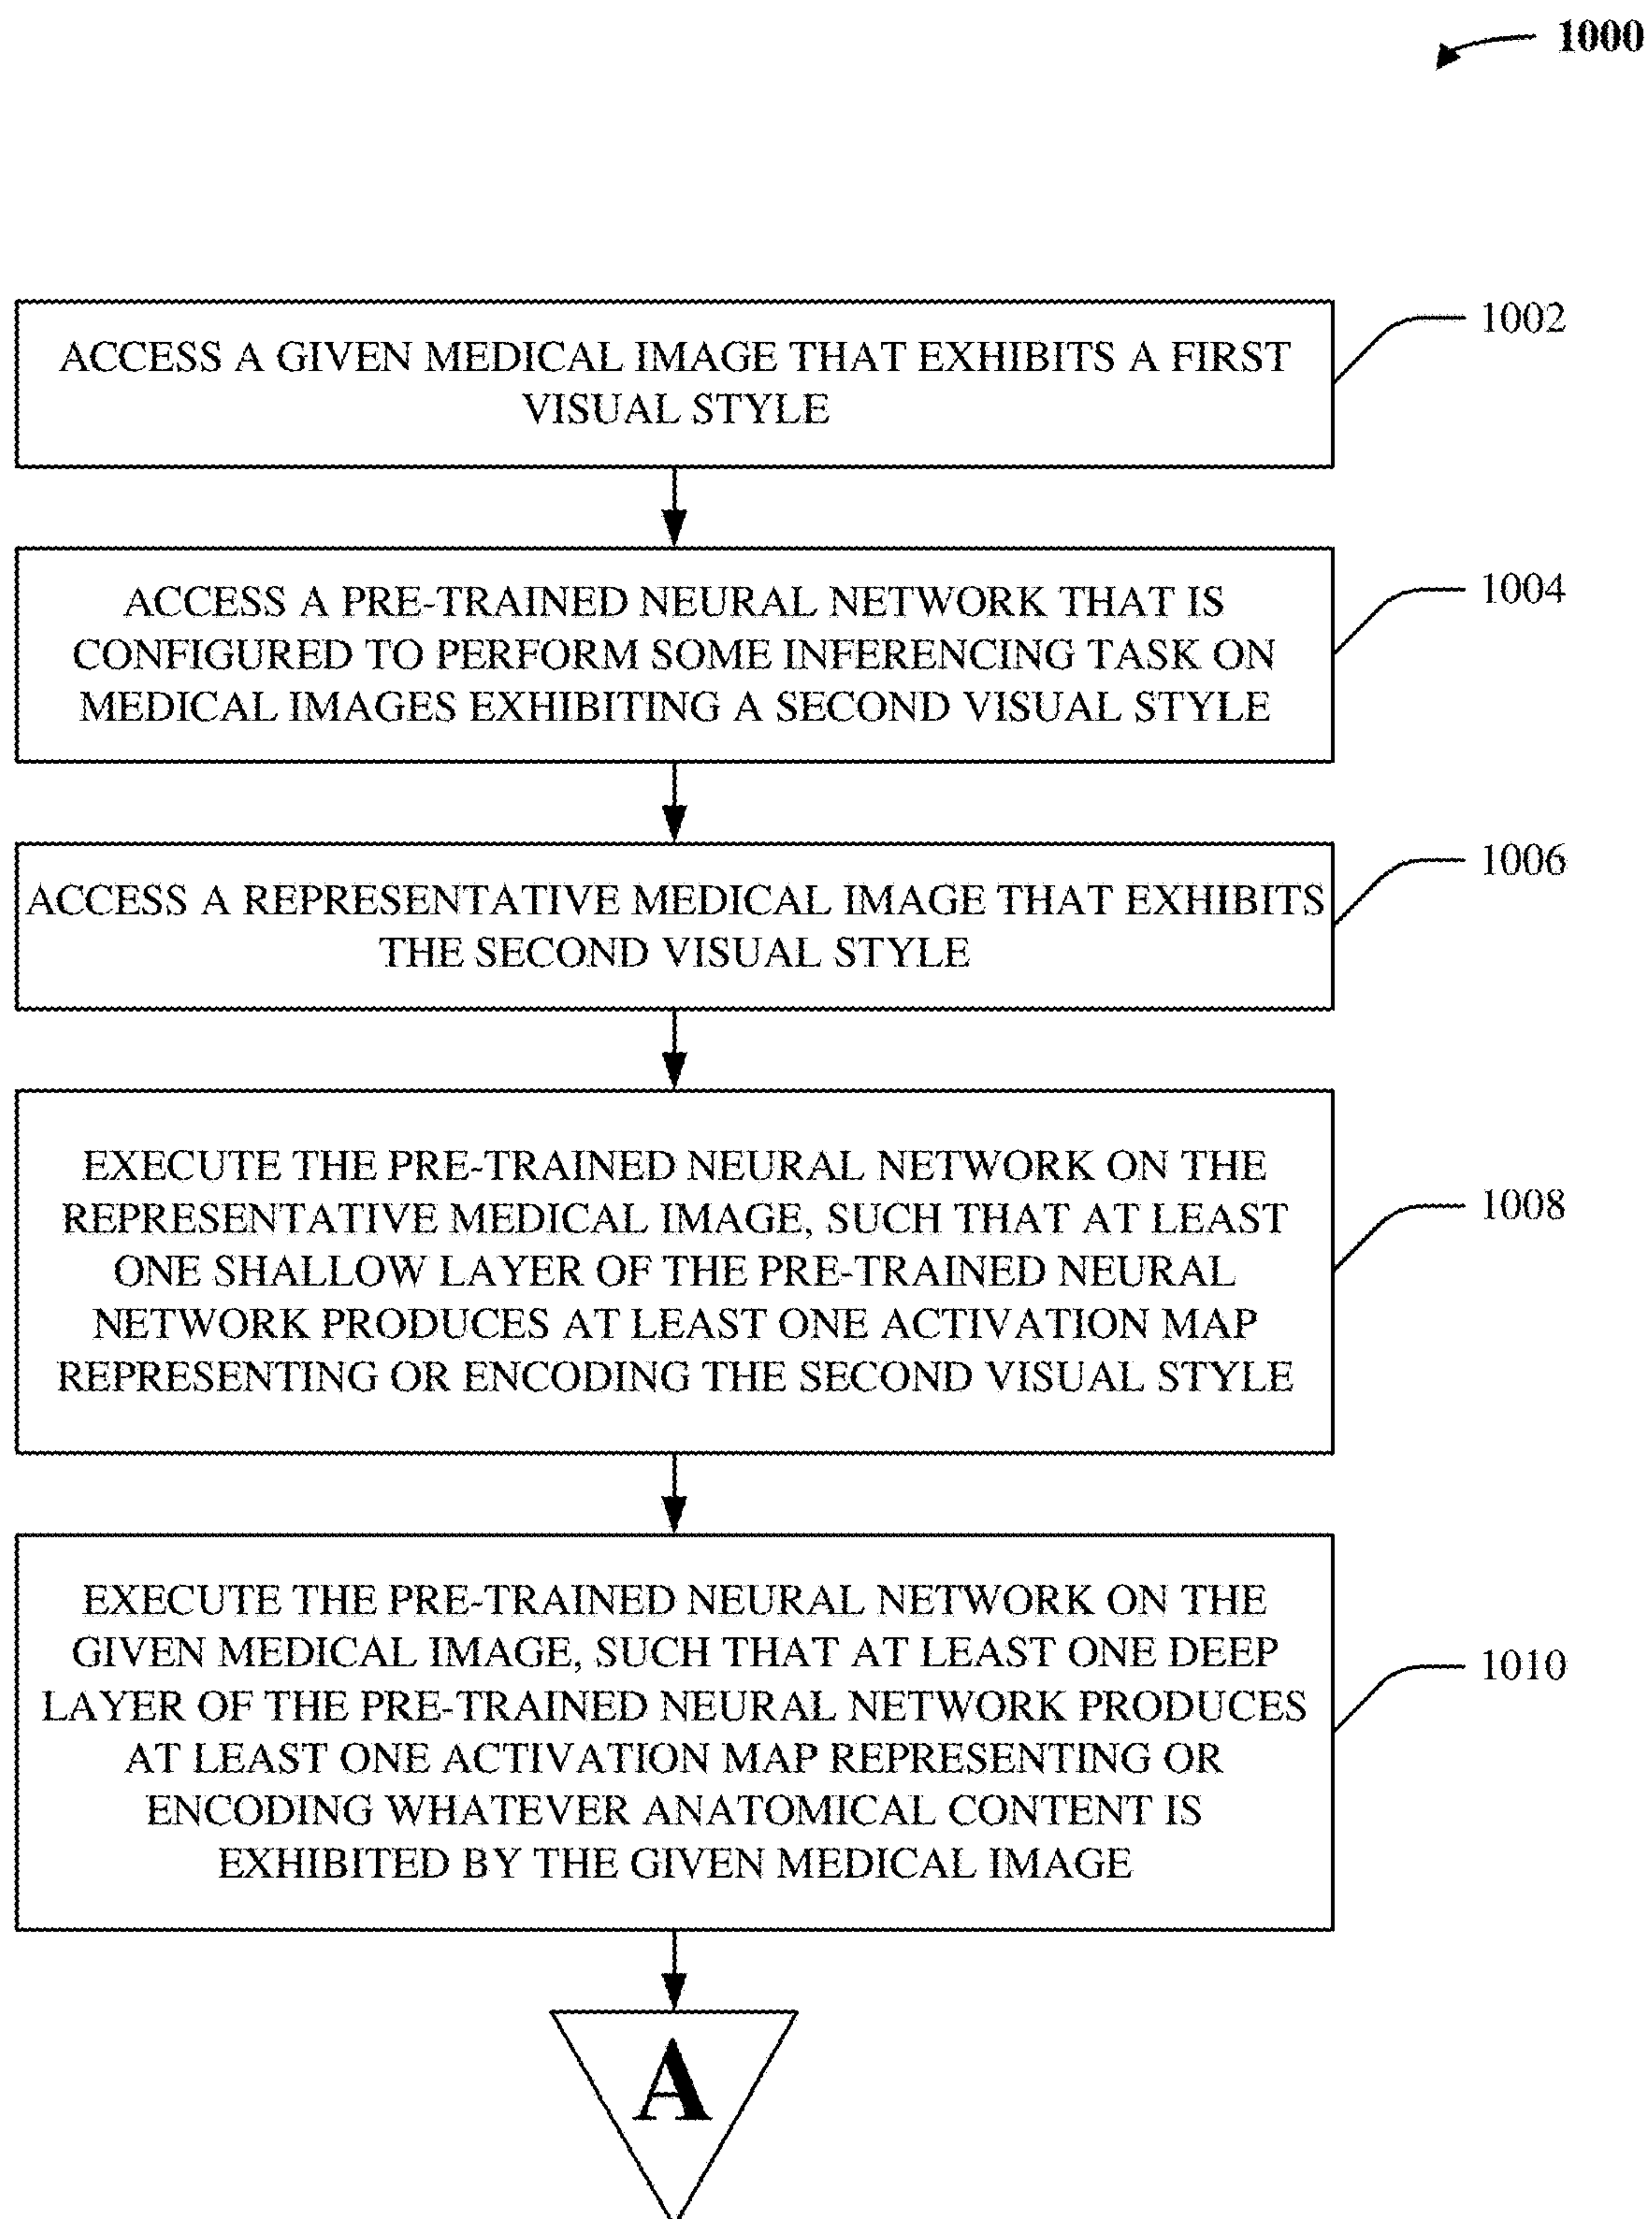 1000
ACCESS A GIVEN MEDICAL IMAGE THAT EXHIBITS A FIRST
VISUAL STYLE
1002
ACCESS A PRE-TRAINED NEURAL NETWORK THAT IS
CONFIGURED TO PERFORM SOME INFERENCING TASK ON
MEDICAL IMAGES EXHIBITING A SECOND VISUAL STYLE
1004
ACCESS A REPRESENTATIVE MEDICAL IMAGE THAT EXHIBITS
THE SECOND VISUAL STYLE
1006
EXECUTE THE PRE-TRAINED NEURAL NETWORK ON THE
REPRESENTATIVE MEDICAL IMAGE, SUCH THAT AT LEAST
ONE SHALLOW LAYER OF THE PRE-TRAINED NEURAL
NETWORK PRODUCES AT LEAST ONE ACTIVATION MAP
REPRESENTING OR ENCODING THE SECOND VISUAL STYLE
1008
EXECUTE THE PRE-TRAINED NEURAL NETWORK ON THE
GIVEN MEDICAL IMAGE, SUCH THAT AT LEAST ONE DEEP
LAYER OF THE PRE-TRAINED NEURAL NETWORK PRODUCES
AT LEAST ONE ACTIVATION MAP REPRESENTING OR
ENCODING WHATEVER ANATOMICAL CONTENT IS
EXHIBITED BY THE GIVEN MEDICAL IMAGE
1010
A